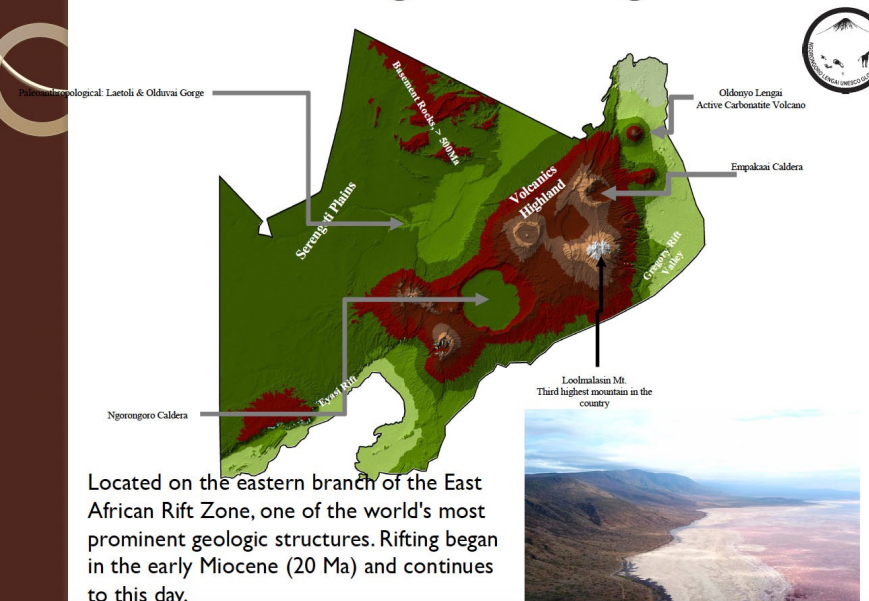 Paleoanthropological: Laetoli & Olduvai Gorge
Basement Rocks, > 500Ma
Oldonyo Lengai
Active Carbonatite Volcano
Empakaai Caldera
Volcanics
Highland
Serengeti Plains
Gregory Rift
Valley
Eyasi Rift
Ngorongoro Caldera
Loolmalasin Mt.
Third highest mountain in the
country
Located on the eastern branch of the East
African Rift Zone, one of the world's most
prominent geologic structures. Rifting began
in the early Miocene (20 Ma) and continues
to this day.